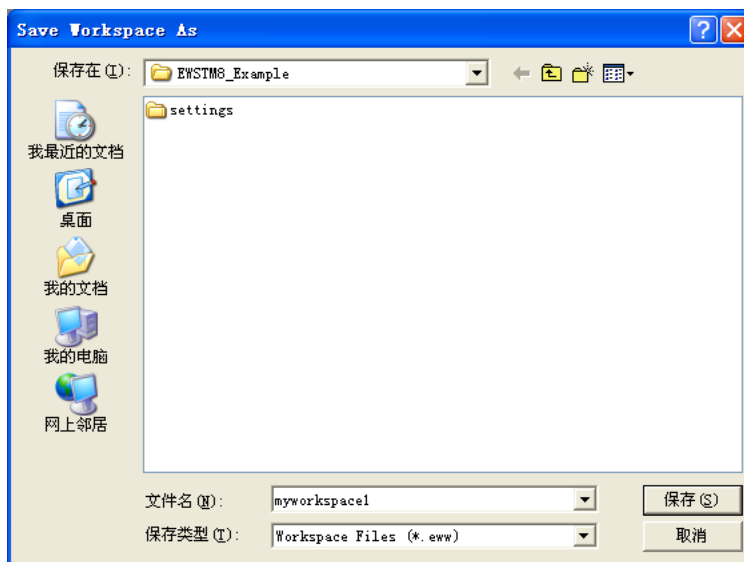 Save Workspace As
保存在(I):
EWSTM8_Example
settings
我最近的文档
桌面
我的文档
我的电脑
网上邻居
文件名(N):
myworkspace1
保存(S)
保存类型(T):
Workspace Files (*.eww)
取消